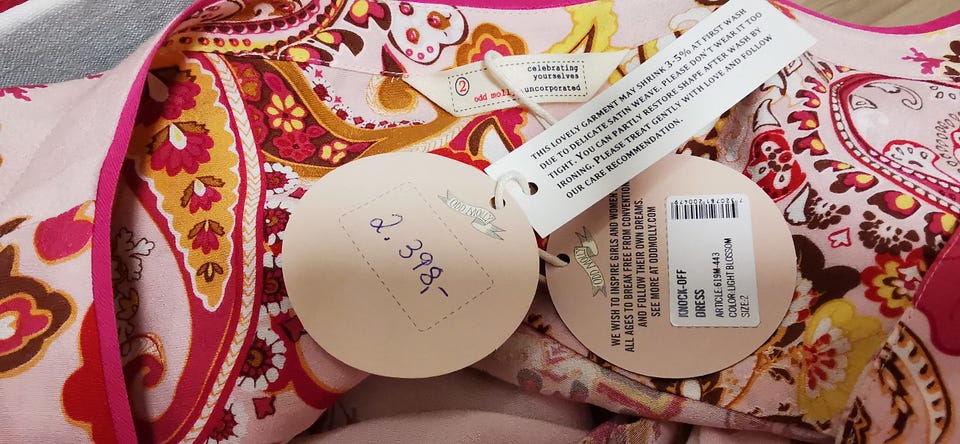 celebrating
yourselves
uncorporated
2
odd molly
THIS LOVELY GARMENT MAY SHRINK 3-5% AT FIRST WASH
DUE TO DELICATE SATIN WEAVE. PLEASE DON'T WEAR IT TOO
TIGHT. YOU CAN PARTLY RESTORE SHAPE AFTER WASH BY
IRONING. PLEASE TREAT GENTLY WITH LOVE AND FOLLOW
OUR CARE RECOMMENDATION.
ODD MOLLY
2.398,-
ODD MOLLY
WE WISH TO INSPIRE GIRLS AND WOMEN
ALL AGES TO BREAK FREE FROM CONVENTION
AND FOLLOW THEIR OWN DREAMS.
SEE MORE AT ODDMOLLY.COM
KNOCK-OFF
DRESS
ARTICLE:619M-443
COLOR:LIGHT BLOSSOM
SIZE:2